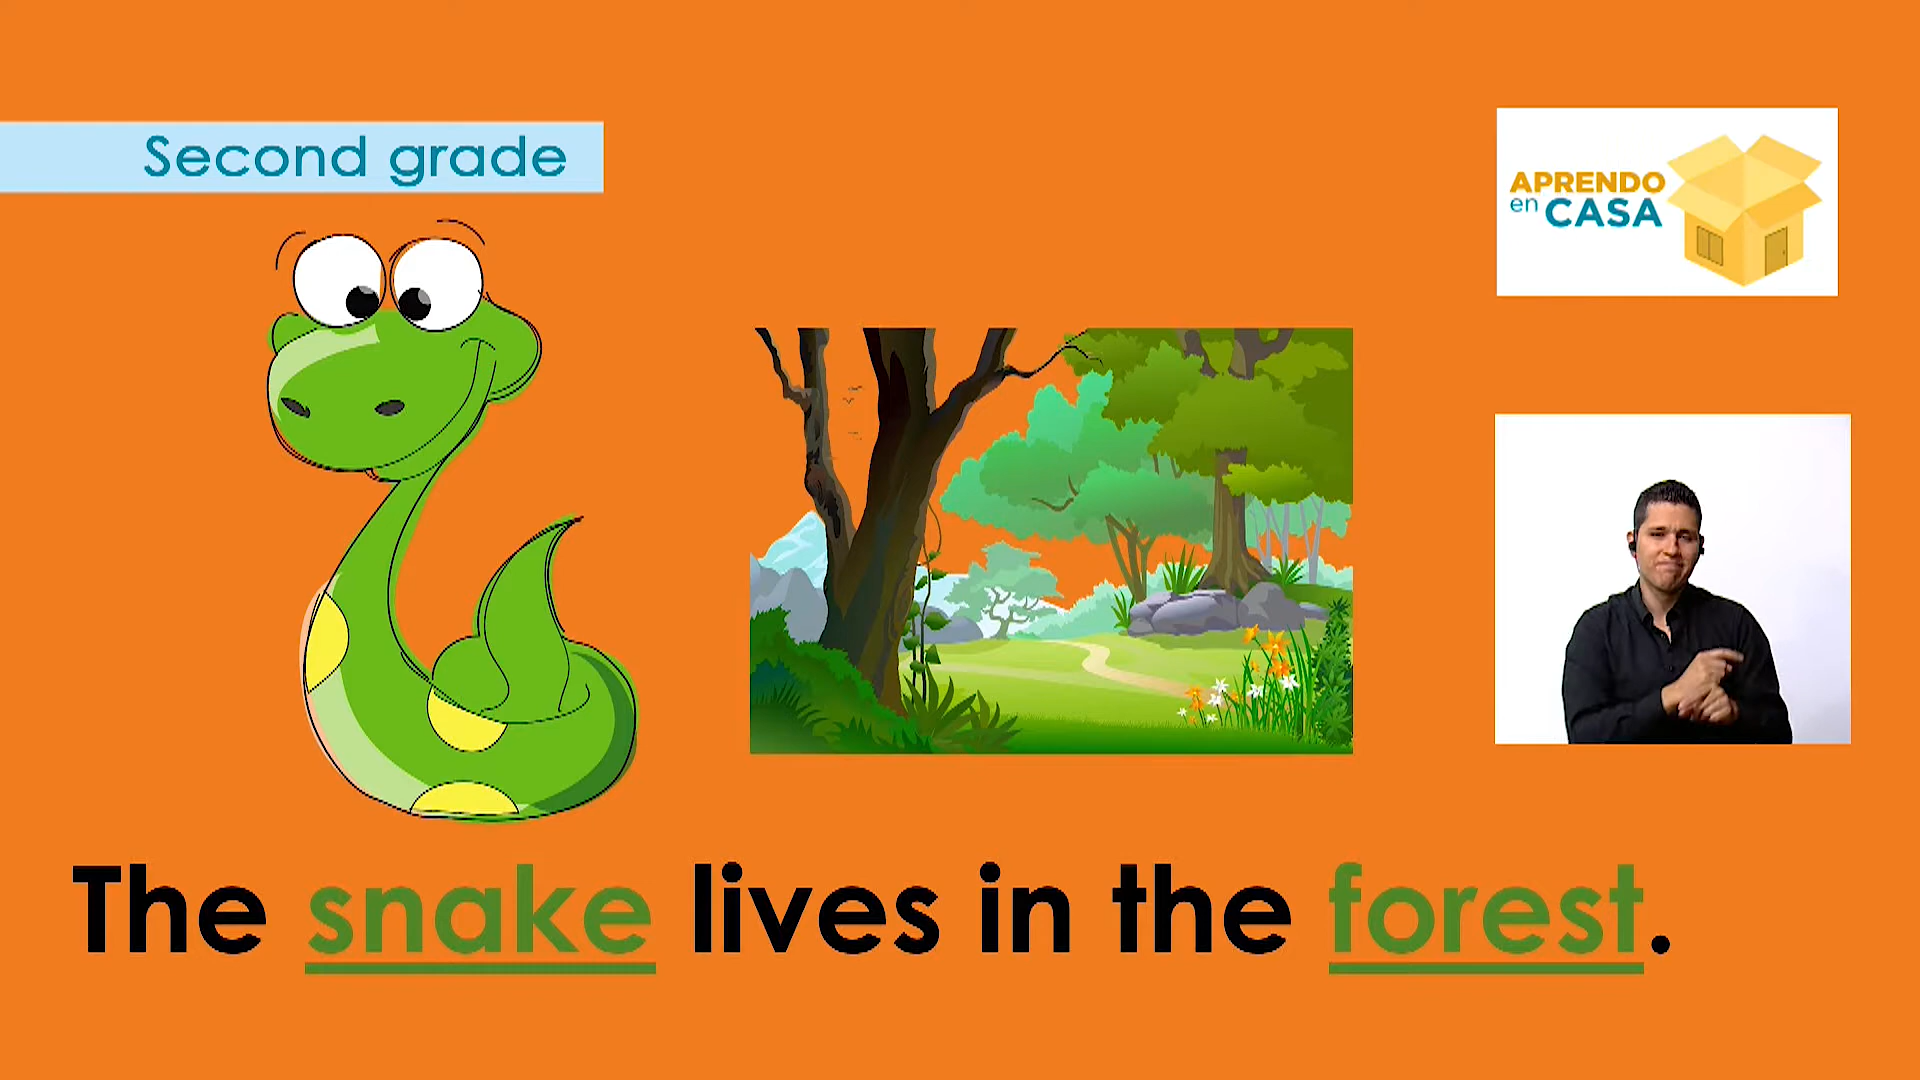 Second grade
APRENDO
en CASA
The snake lives in the forest.